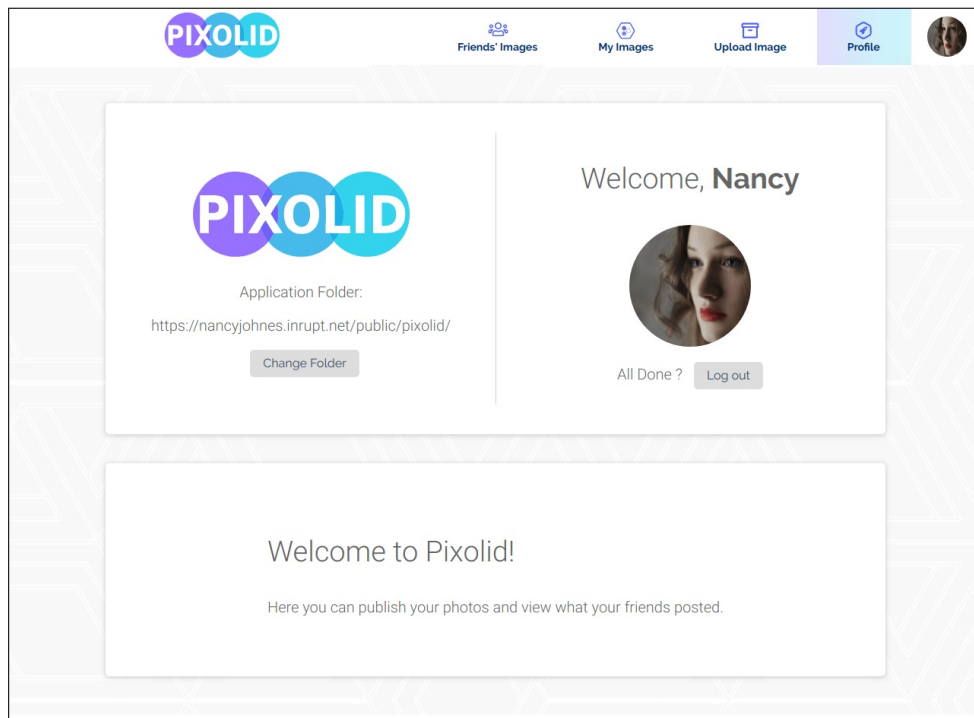 PIXOLID
Friends' Images
My Images
Upload Image
Profile
PIXOLID
Application Folder:
https://nancyjohnes.inrupt.net/public/pixolid/
Change Folder
Welcome, Nancy
All Done ? Log out
Welcome to Pixolid!
Here you can publish your photos and view what your friends posted.